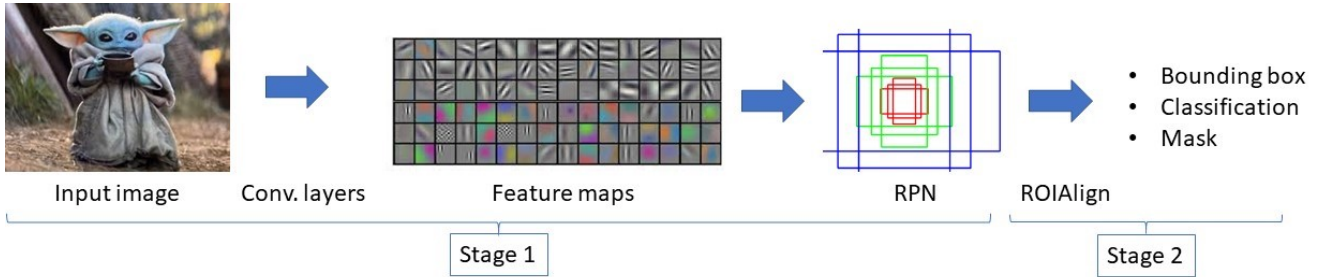 • Bounding box
• Classification
• Mask
Input image
Conv. layers
Feature maps
RPN
ROIAlign
Stage 1
Stage 2